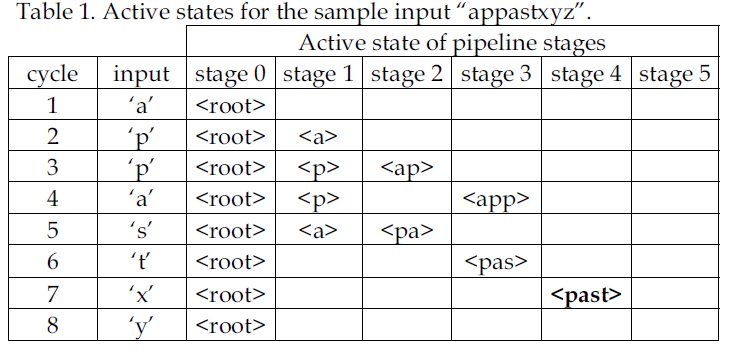 Table 1. Active states for the sample input “appastxyz”.
Active state of pipeline stages
cycle input stage 0 stage 1 stage 2 stage 3 stage 4 stage 5
1 ‘a’ <root>
2 ‘p’ <root> <a>
3 ‘p’ <root> <p> <ap>
4 ‘a’ <root> <p> <app>
5 ‘s’ <root> <a> <pa>
6 ‘t’ <root> <pas>
7 ‘x’ <root> <past>
8 ‘y’ <root>